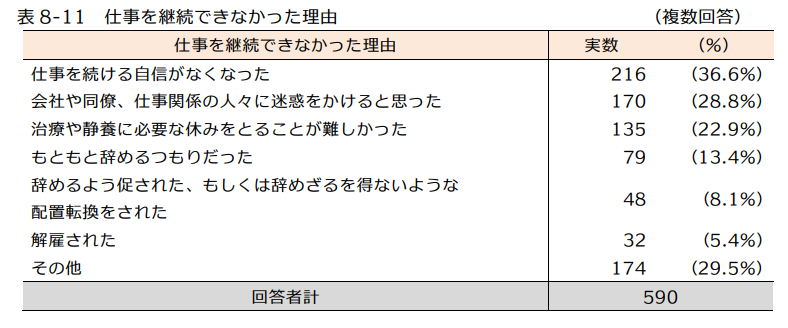 表 8-11 仕事を継続できなかった理由 （複数回答）
仕事を継続できなかった理由 実数 （%）
仕事を続ける自信がなくなった 216 （36.6%）
会社や同僚、仕事関係の人々に迷惑をかけると思った 170 （28.8%）
治療や静養に必要な休みをとることが難しかった 135 （22.9%）
もともと辞めるつもりだった 79 （13.4%）
辞めるよう促された、もしくは辞めざるを得ないような
配置転換をされた 48 （8.1%）
解雇された 32 （5.4%）
その他 174 （29.5%）
回答者計 590